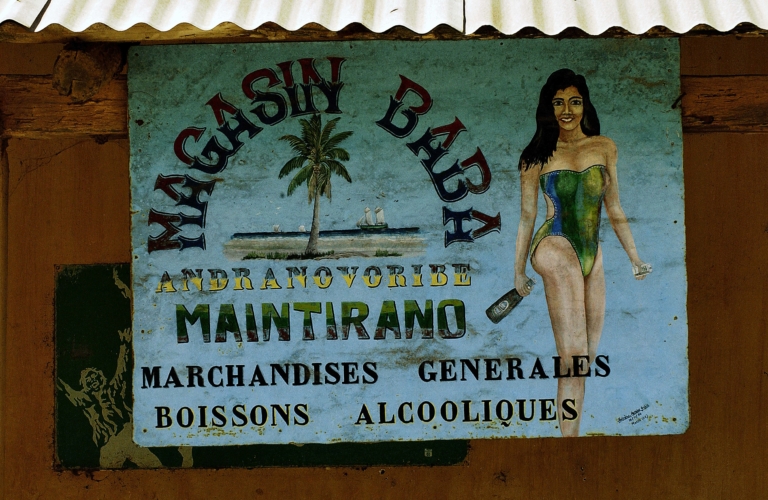 MAGASIN BABA
ANDRANOVORIBE
MAINTIRANO
MARCHANDISES GENERALES
BOISSONS ALCOOLIQUES